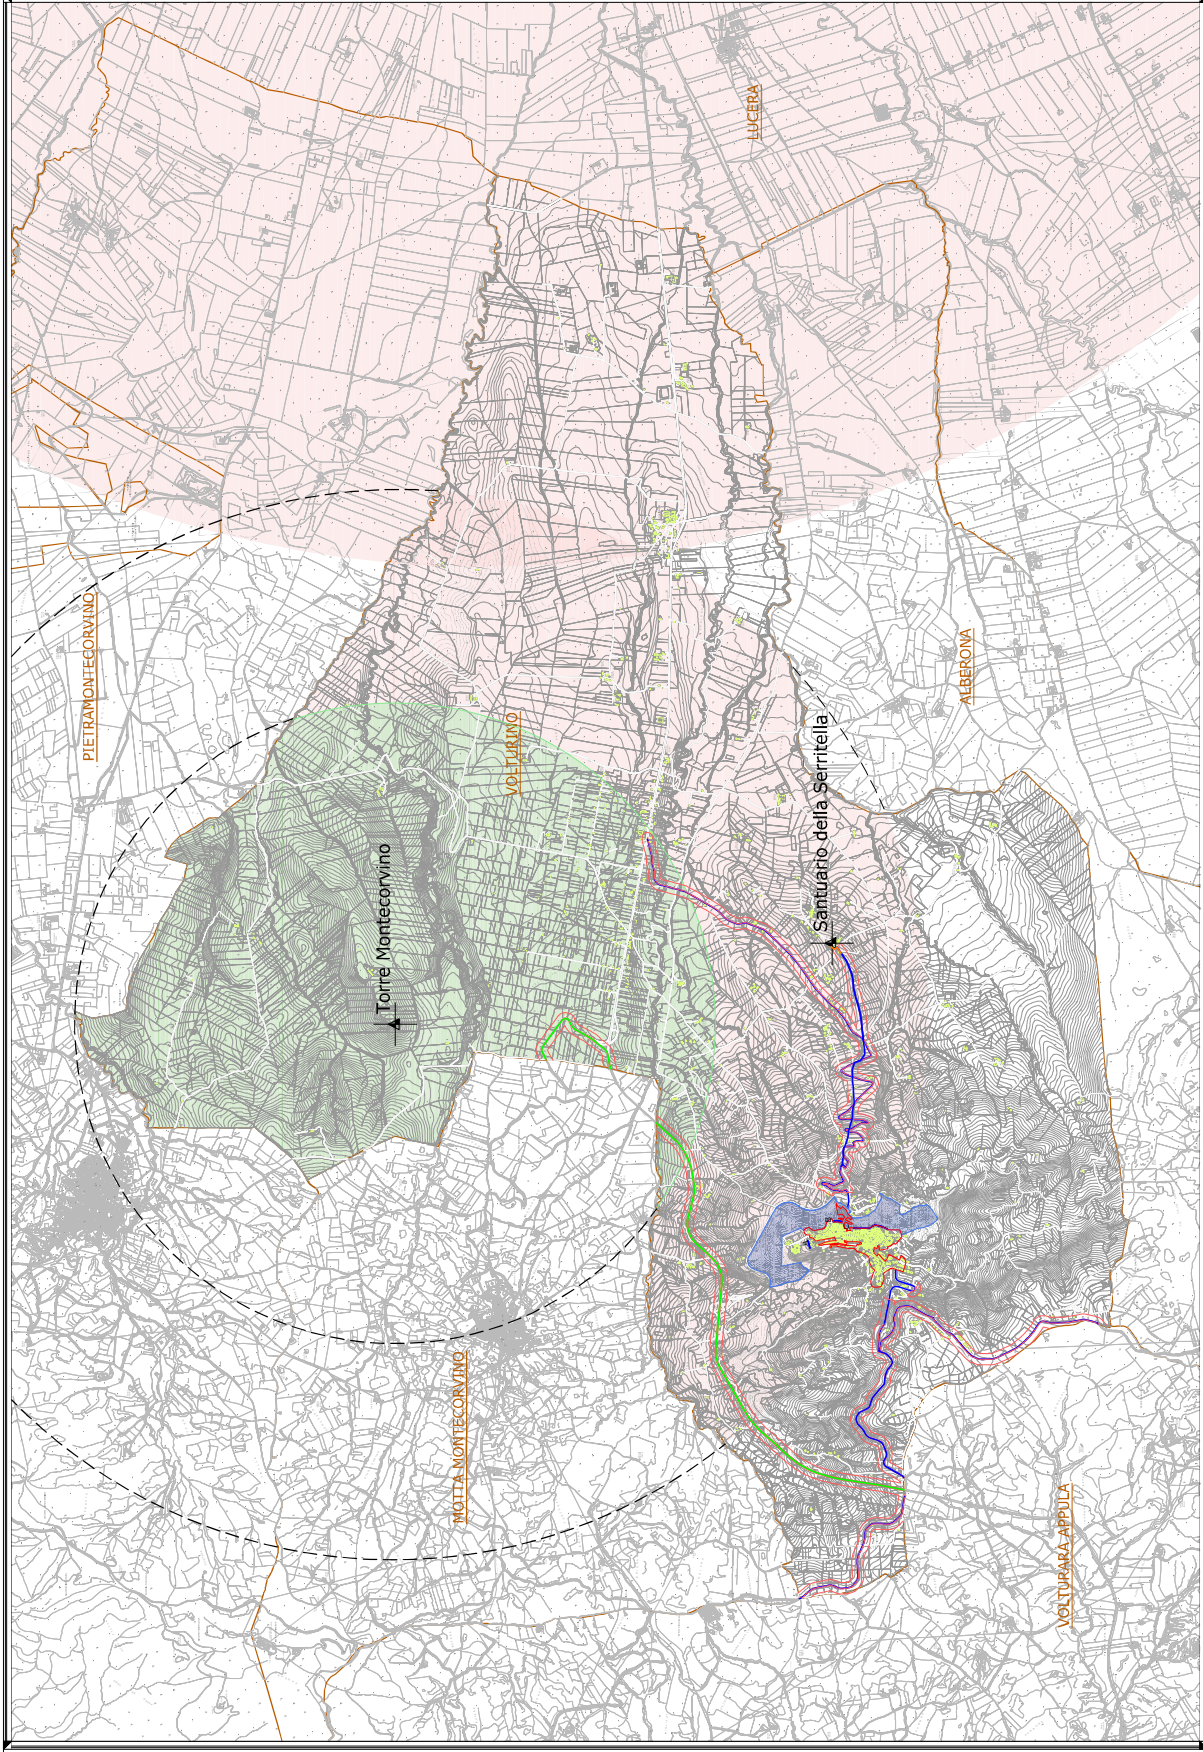 LUCERA
PIETRAMONTECORVINO
ALBERONA
VOLTURINO
Santuario della Serritella
Torre Montecorvino
MOTTA MONTECORVINO
VOLTURARA APPULA